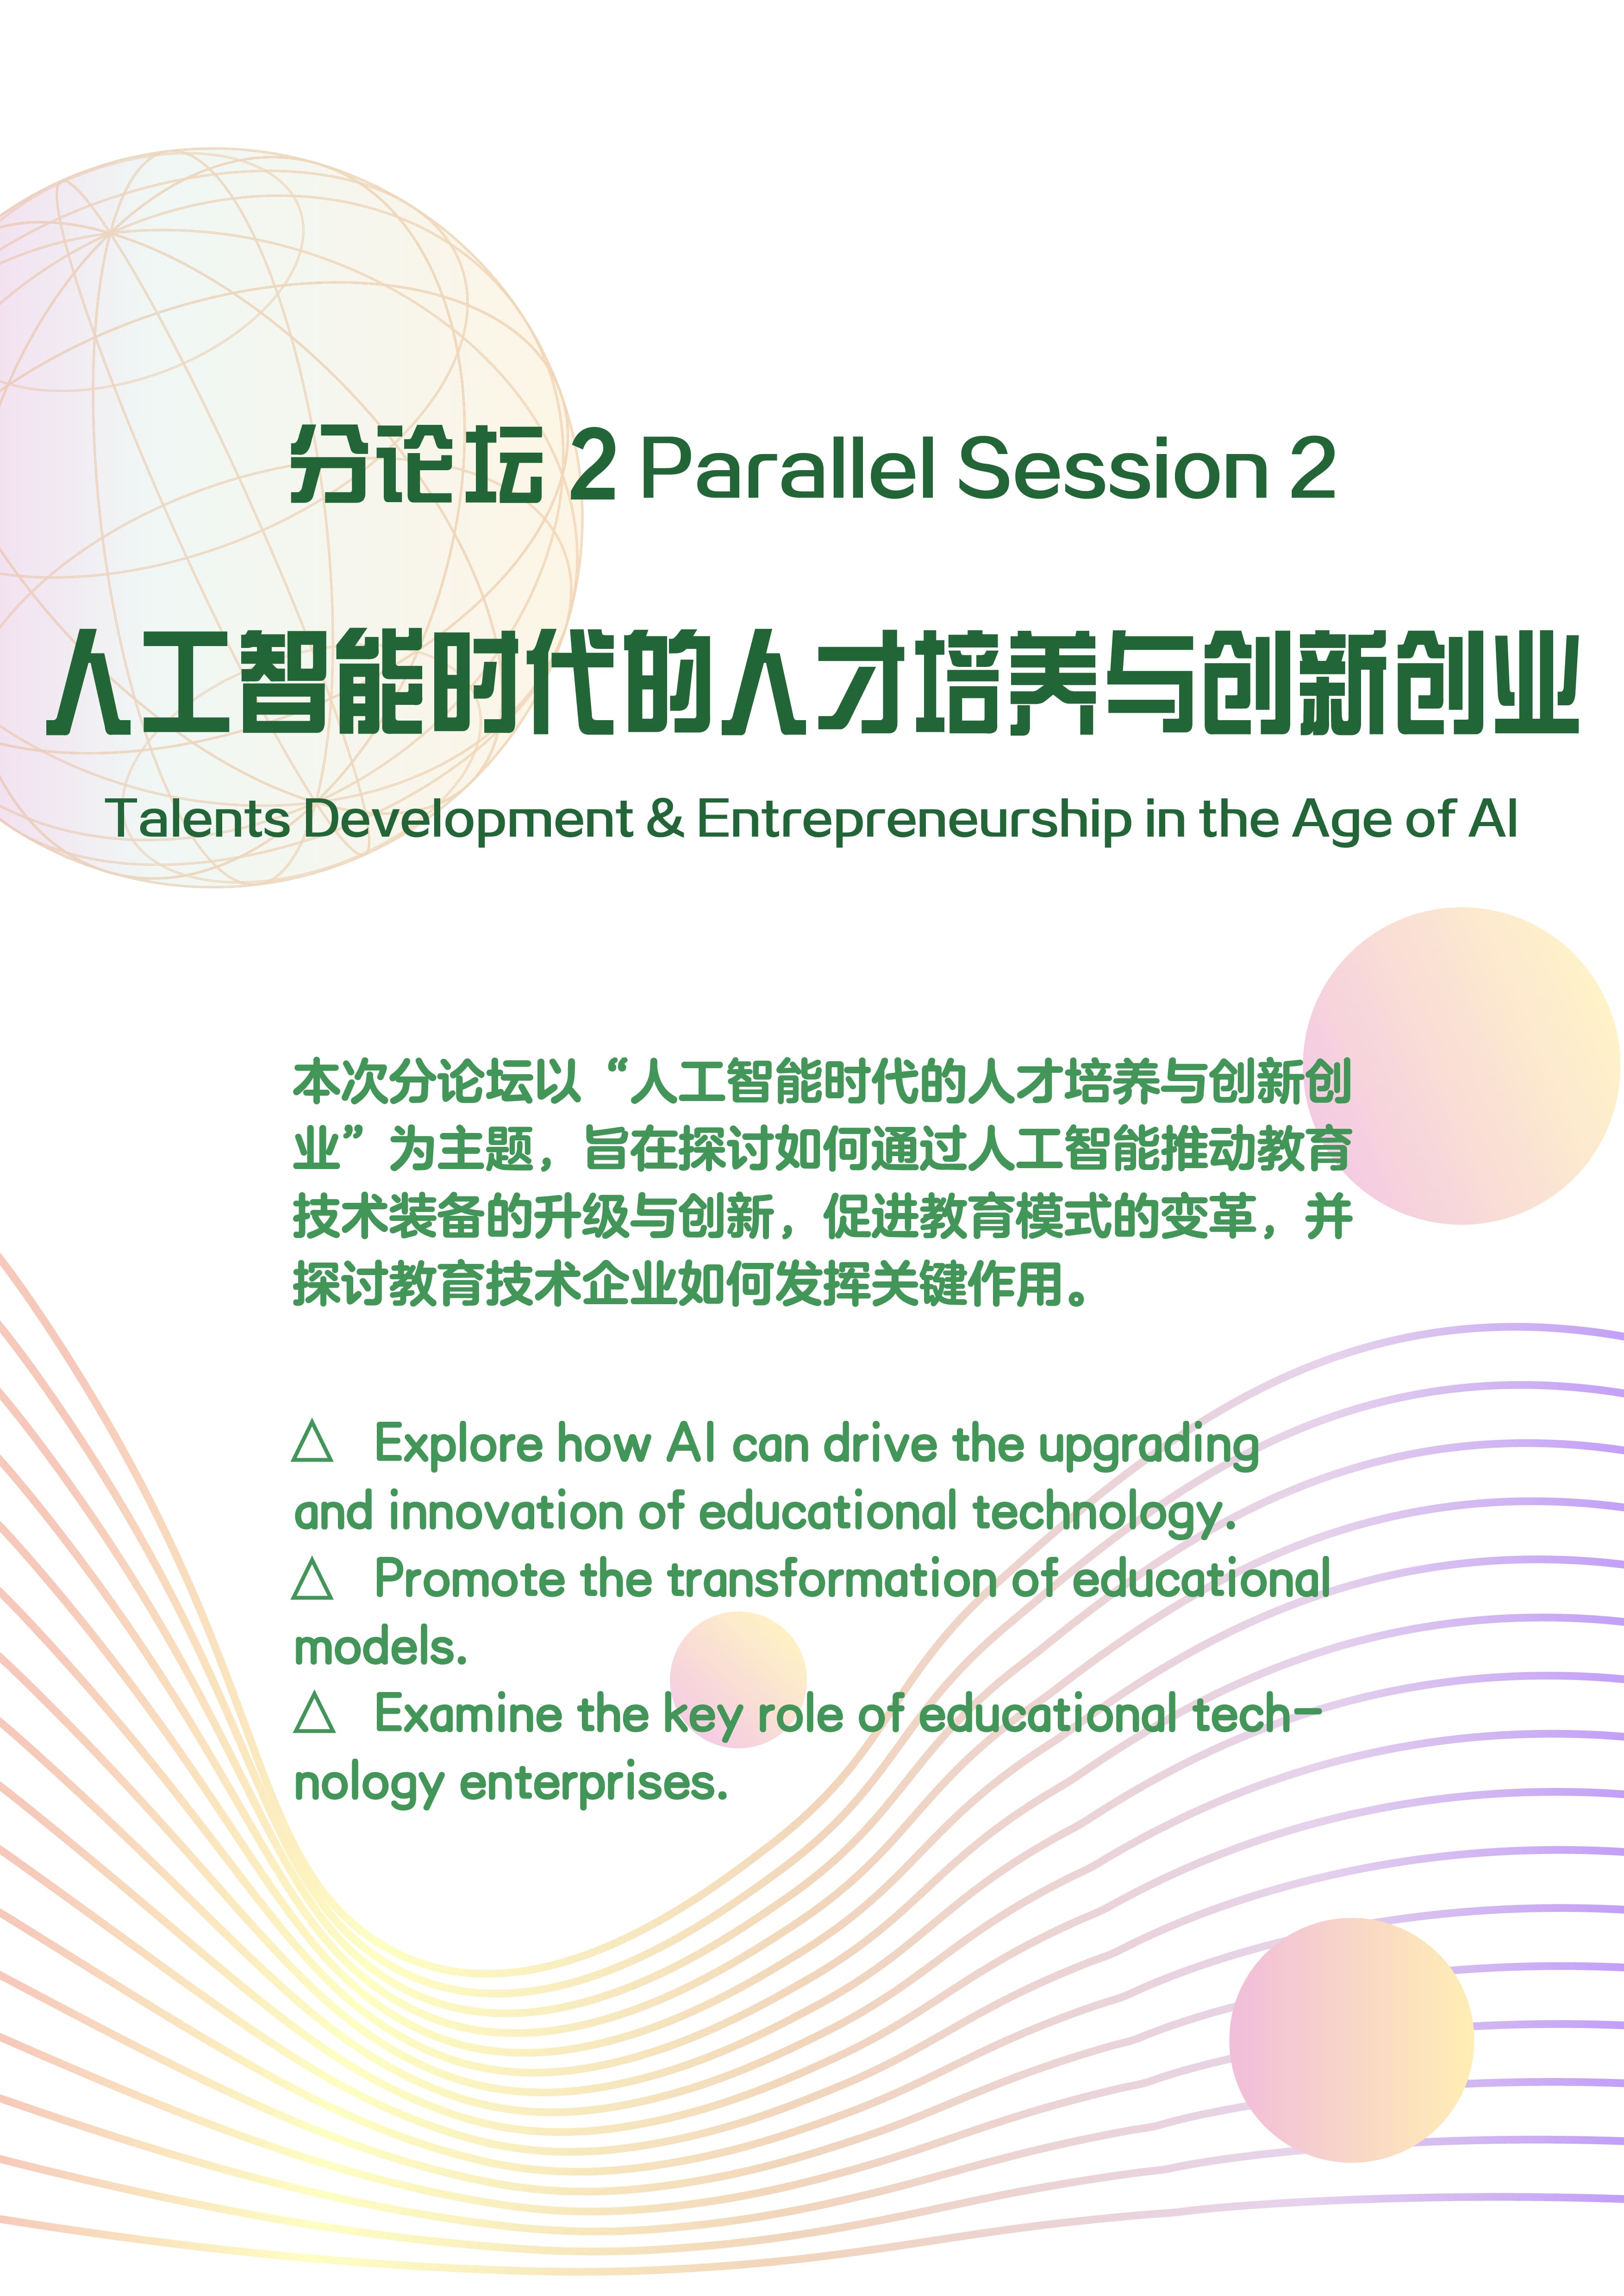 分论坛 2 Parallel Session 2
人工智能时代的人才培养与创新创业
Talents Development & Entrepreneurship in the Age of AI
本次分论坛以“人工智能时代的人才培养与创新创
业”为主题，旨在探讨如何通过人工智能推动教育
技术装备的升级与创新，促进教育模式的变革，并
探讨教育技术企业如何发挥关键作用。
△ Explore how AI can drive the upgrading
and innovation of educational technology.
△ Promote the transformation of educational
models.
△ Examine the key role of educational tech-
nology enterprises.